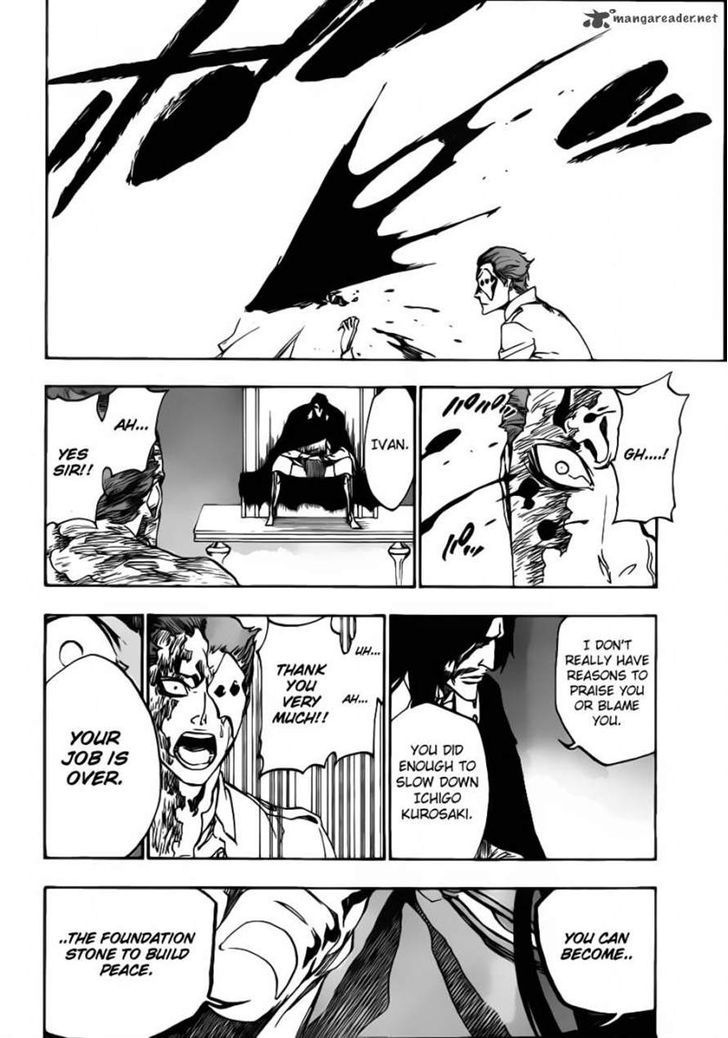 mangareader.net
GH....!
IVAN.
AH...
YES
SIR!!
I DON'T
REALLY HAVE
REASONS TO
PRAISE YOU
OR BLAME
YOU.
YOU DID
ENOUGH TO
SLOW DOWN
ICHIGO
KUROSAKI.
UH...
AH...
THANK
YOU
VERY
MUCH!!
YOUR
JOB IS
OVER.
YOU CAN
BECOME..
..THE FOUNDATION
STONE TO BUILD
PEACE.